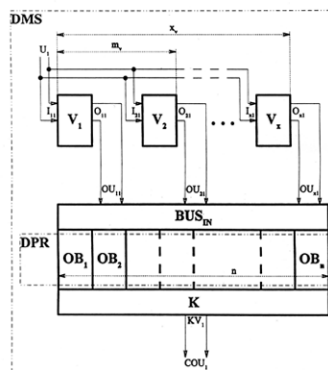 DMS
x_v
U_1
m_v
I_11 V_1 O_11 I_21 V_2 O_21 I_x1 V_x O_x1
OU_11 OU_21 OU_x1
BUS_IN
DPR
OB_1 OB_2 n OB_n
K
KV_1
COU_1